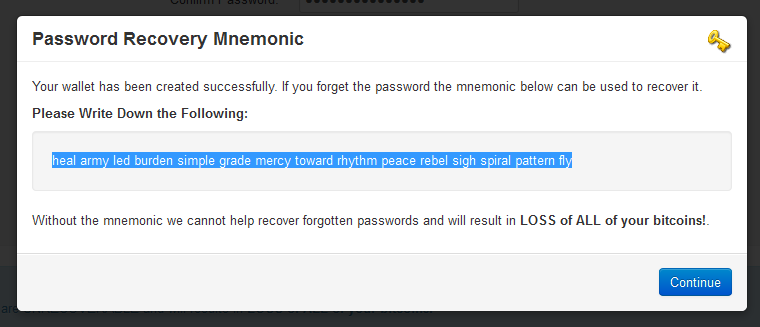 Confirm Password:
Password Recovery Mnemonic
Your wallet has been created successfully. If you forget the password the mnemonic below can be used to recover it.
Please Write Down the Following:
heal army led burden simple grade mercy toward rhythm peace rebel sigh spiral pattern fly
Without the mnemonic we cannot help recover forgotten passwords and will result in LOSS of ALL of your bitcoins!.
Continue